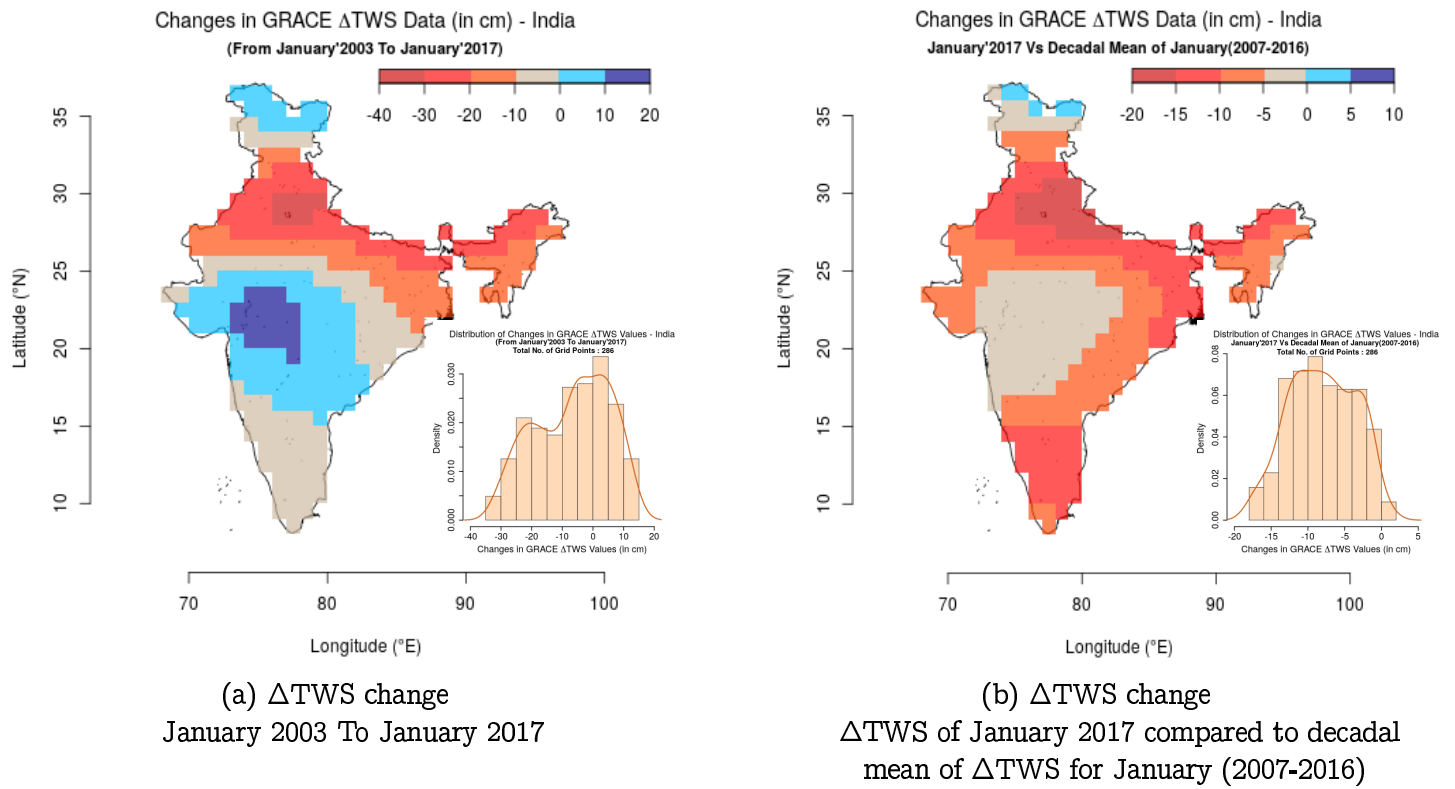 Changes in GRACE ΔTWS Data (in cm) - India
(From January'2003 To January'2017)
-40 -30 -20 -10 0 10 20
35
30
25
20
15
10
Latitude (°N)
70 80 90 100
Longitude (°E)
Distribution of Changes in GRACE ΔTWS Values - India
(From January'2003 To January'2017)
Total No. of Grid Points : 286
0.030
0.020
0.010
0.000
Density
-40 -30 -20 -10 0 10 20
Changes in GRACE ΔTWS Values (in cm)
(a) ΔTWS change
January 2003 To January 2017
Changes in GRACE ΔTWS Data (in cm) - India
January'2017 Vs Decadal Mean of January(2007-2016)
-20 -15 -10 -5 0 5 10
35
30
25
20
15
10
Latitude (°N)
70 80 90 100
Longitude (°E)
Distribution of Changes in GRACE ΔTWS Values - India
January'2017 Vs Decadal Mean of January(2007-2016)
Total No. of Grid Points : 286
0.08
0.06
0.04
0.02
0.00
Density
-20 -15 -10 -5 0 5
Changes in GRACE ΔTWS Values (in cm)
(b) ΔTWS change
ΔTWS of January 2017 compared to decadal
mean of ΔTWS for January (2007-2016)